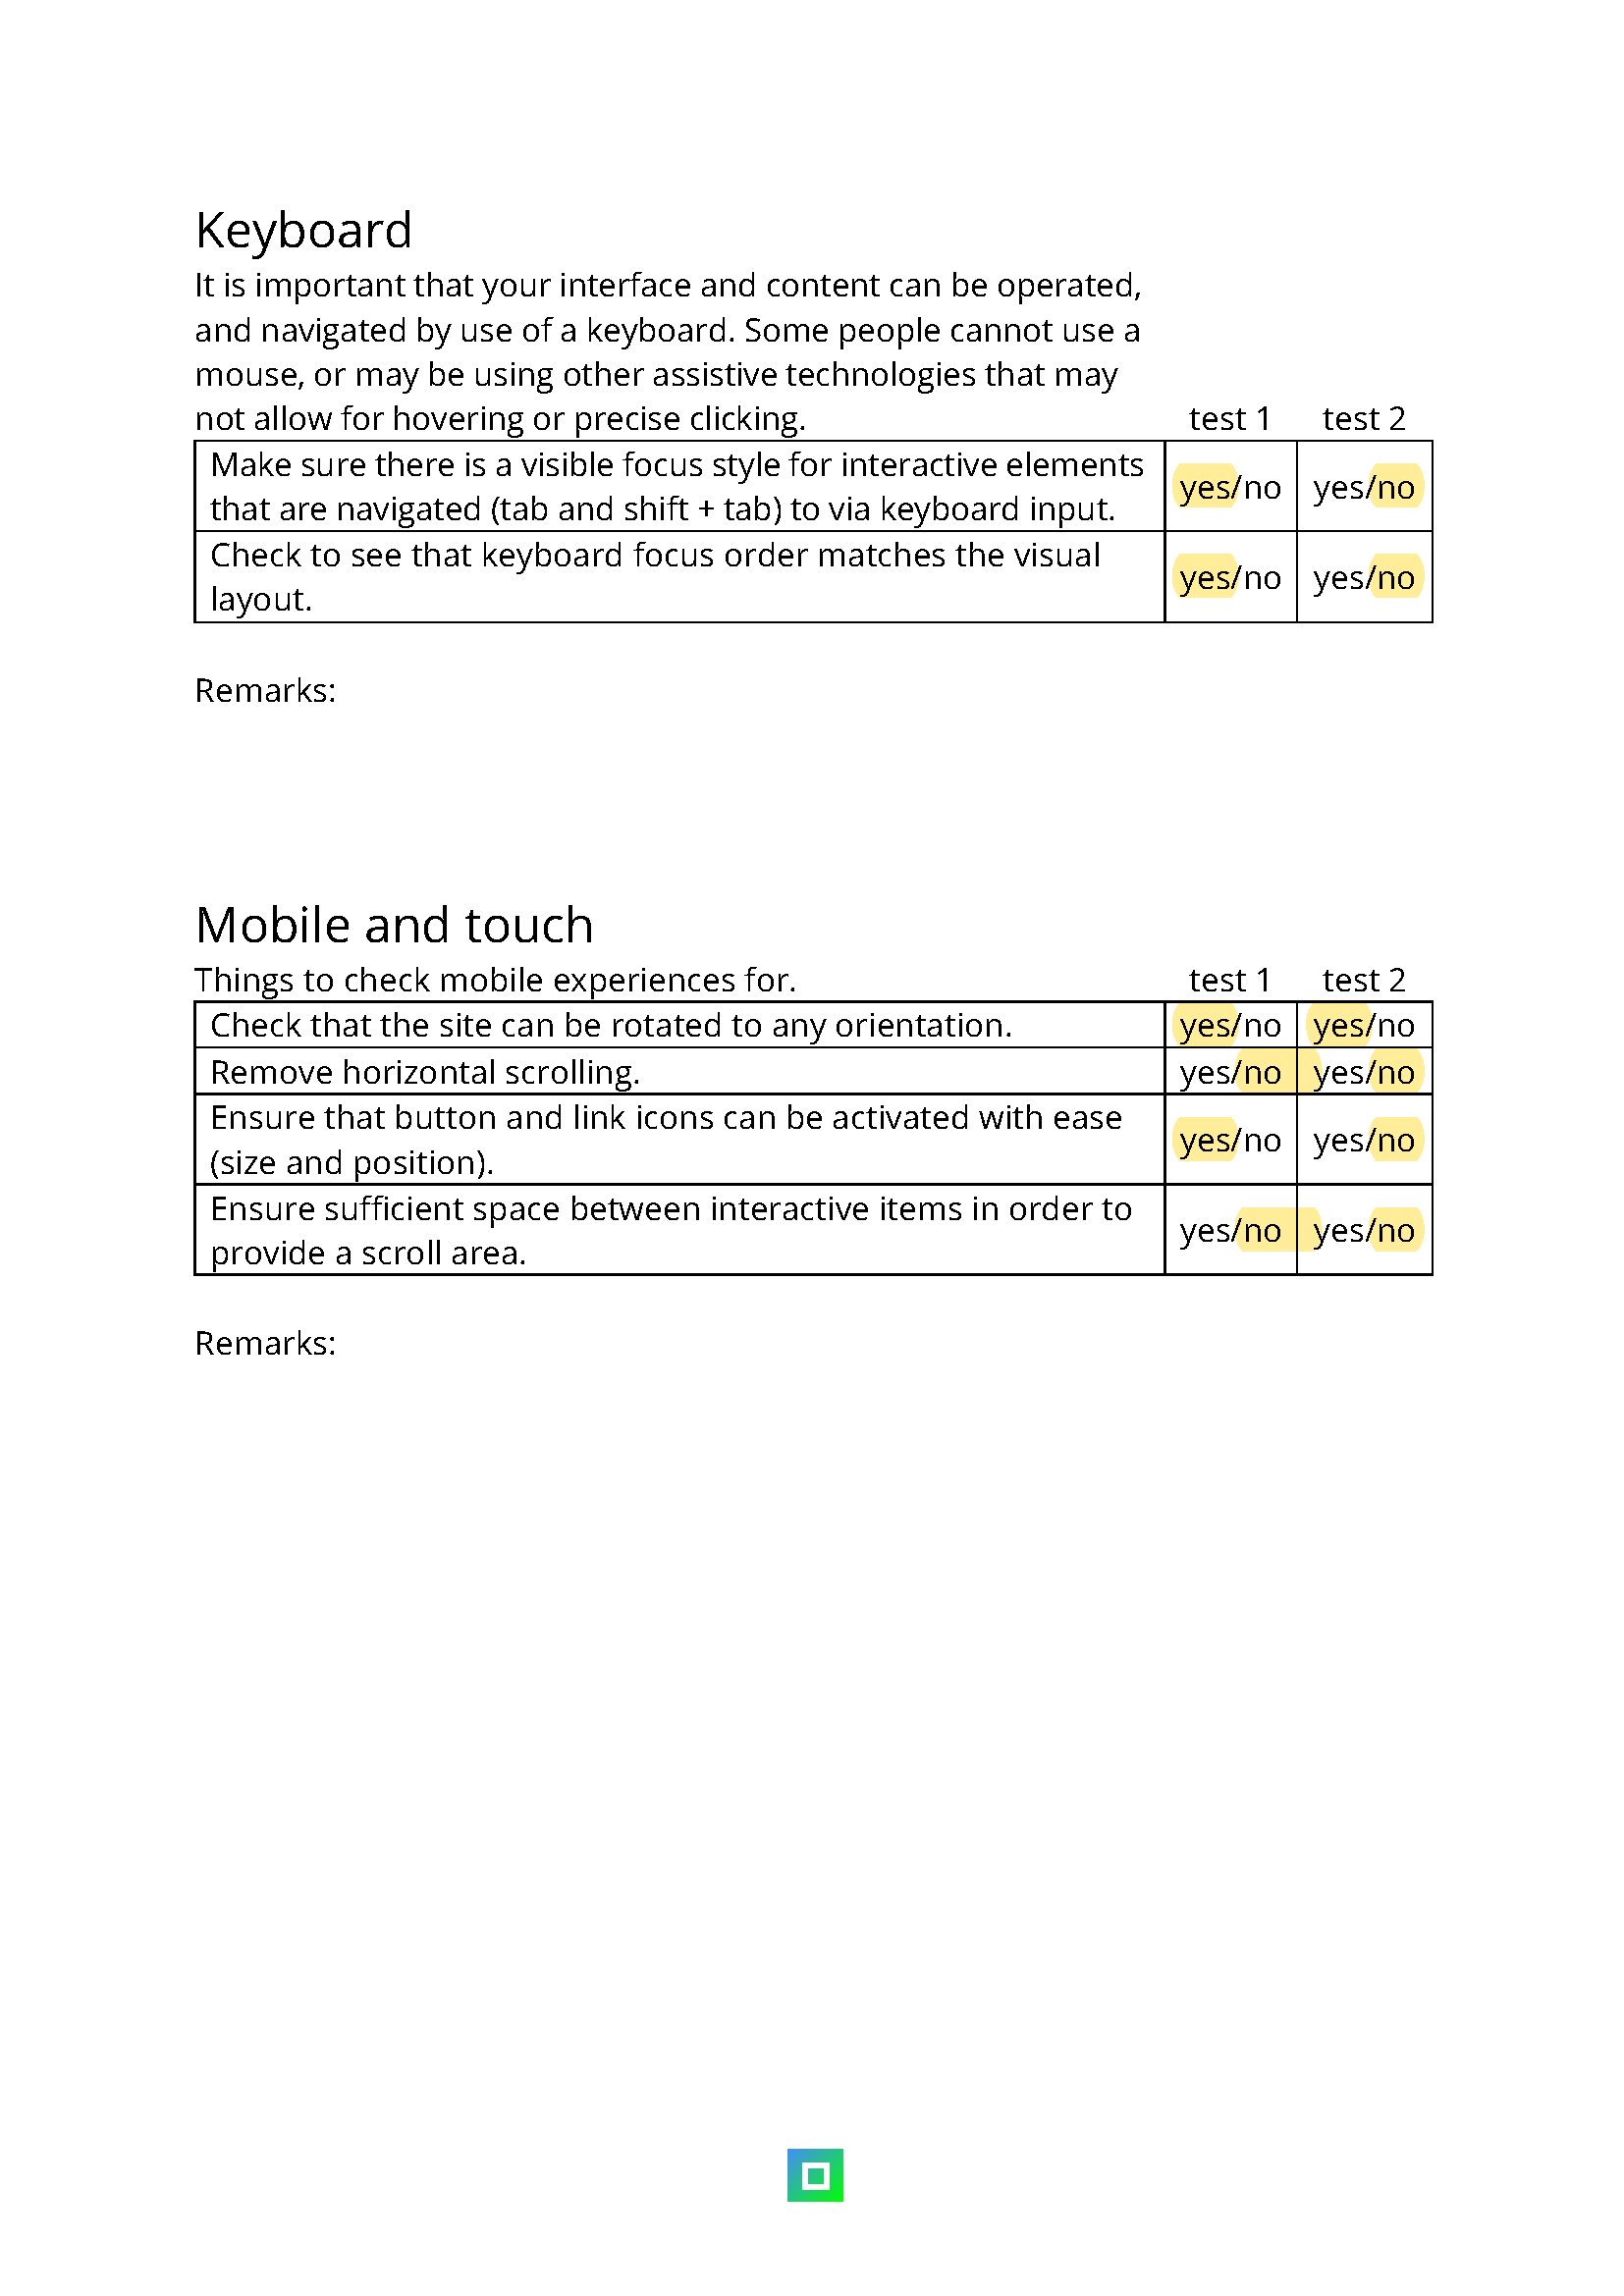 Keyboard
It is important that your interface and content can be operated,
and navigated by use of a keyboard. Some people cannot use a
mouse, or may be using other assistive technologies that may
not allow for hovering or precise clicking. test 1 test 2
Make sure there is a visible focus style for interactive elements
that are navigated (tab and shift + tab) to via keyboard input. yes/no yes/no
Check to see that keyboard focus order matches the visual
layout. yes/no yes/no
Remarks:
Mobile and touch
Things to check mobile experiences for. test 1 test 2
Check that the site can be rotated to any orientation. yes/no yes/no
Remove horizontal scrolling. yes/no yes/no
Ensure that button and link icons can be activated with ease
(size and position). yes/no yes/no
Ensure sufficient space between interactive items in order to
provide a scroll area. yes/no yes/no
Remarks: